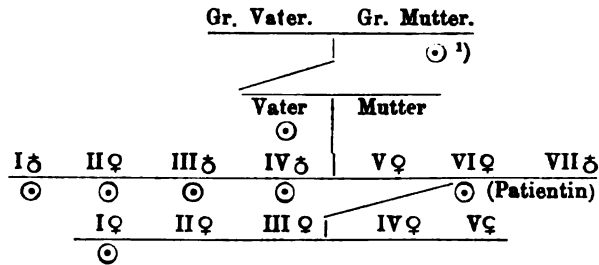 Gr. Vater. Gr. Mutter.
☉ ¹)
Vater Mutter
☉
I♁ II♀ III♁ IV♁ V♀ VI♀ VII♁
☉ ☉ ☉ ☉ ☉ (Patientin)
I♀ II♀ III♀ IV♀ V♀
☉